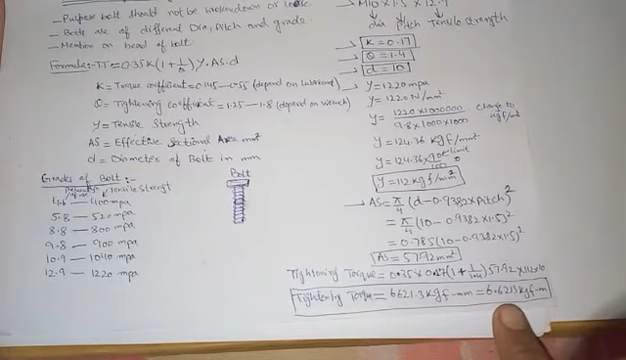 - Purpose bolt should not be
- Bolts are of different Dia, Pitch and grade.
- Mention on head of bolt.
Formula:- TT = 0.35 K (1 + 1/Q) Y. AS. d
K = Torque coefficient = 0.145 - 0.55 (depend on Lubricant)
Q = Tightening coefficient = 1.25 - 1.8 (depend on wrench)
Y = Tensile Strength
AS = Effective Sectional Area mm²
d = Diameter of Bolt in mm
Grades of Bolt:-
Tensile Strength
4.6 — 400 mpa
5.8 — 520 mpa
8.8 — 800 mpa
9.8 — 900 mpa
10.9 — 1040 mpa
12.9 — 1220 mpa
Bolt
→ M10 × 1.5 × 12.9
dia Pitch Tensile strength
→ K = 0.17
→ Q = 1.4
→ d = 10
→ Y = 1220 mpa
Y = 1220 N/mm²
Y = 1220 × 1000000 / 9.8 × 1000 × 1000 change to kgf/mm²
Y = 124.36 kgf/mm²
Y = 124.36 × 90 / 100
Y = 112 kgf/mm²
→ AS = π/4 (d - 0.9382 × Pitch)²
= π/4 (10 - 0.9382 × 1.5)²
= 0.785 (10 - 0.9382 × 1.5)²
AS = 57.92 mm²
Tightening Torque = 0.35 × 0.17 (1 + 1/1.4) 57.92 × 112 × 10
Tightening Torque = 6621.3 kgf-mm = 6.6213 kgf-m